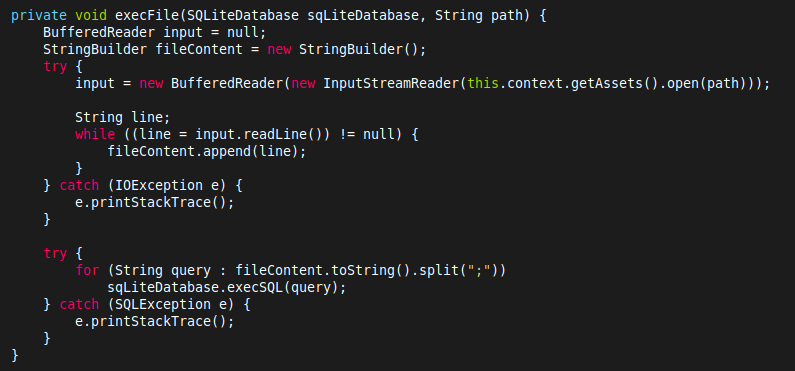 private void execFile(SQLiteDatabase sqLiteDatabase, String path) {
    BufferedReader input = null;
    StringBuilder fileContent = new StringBuilder();
    try {
        input = new BufferedReader(new InputStreamReader(this.context.getAssets().open(path)));

        String line;
        while ((line = input.readLine()) != null) {
            fileContent.append(line);
        }
    } catch (IOException e) {
        e.printStackTrace();
    }

    try {
        for (String query : fileContent.toString().split(";"))
            sqLiteDatabase.execSQL(query);
    } catch (SQLException e) {
        e.printStackTrace();
    }
}